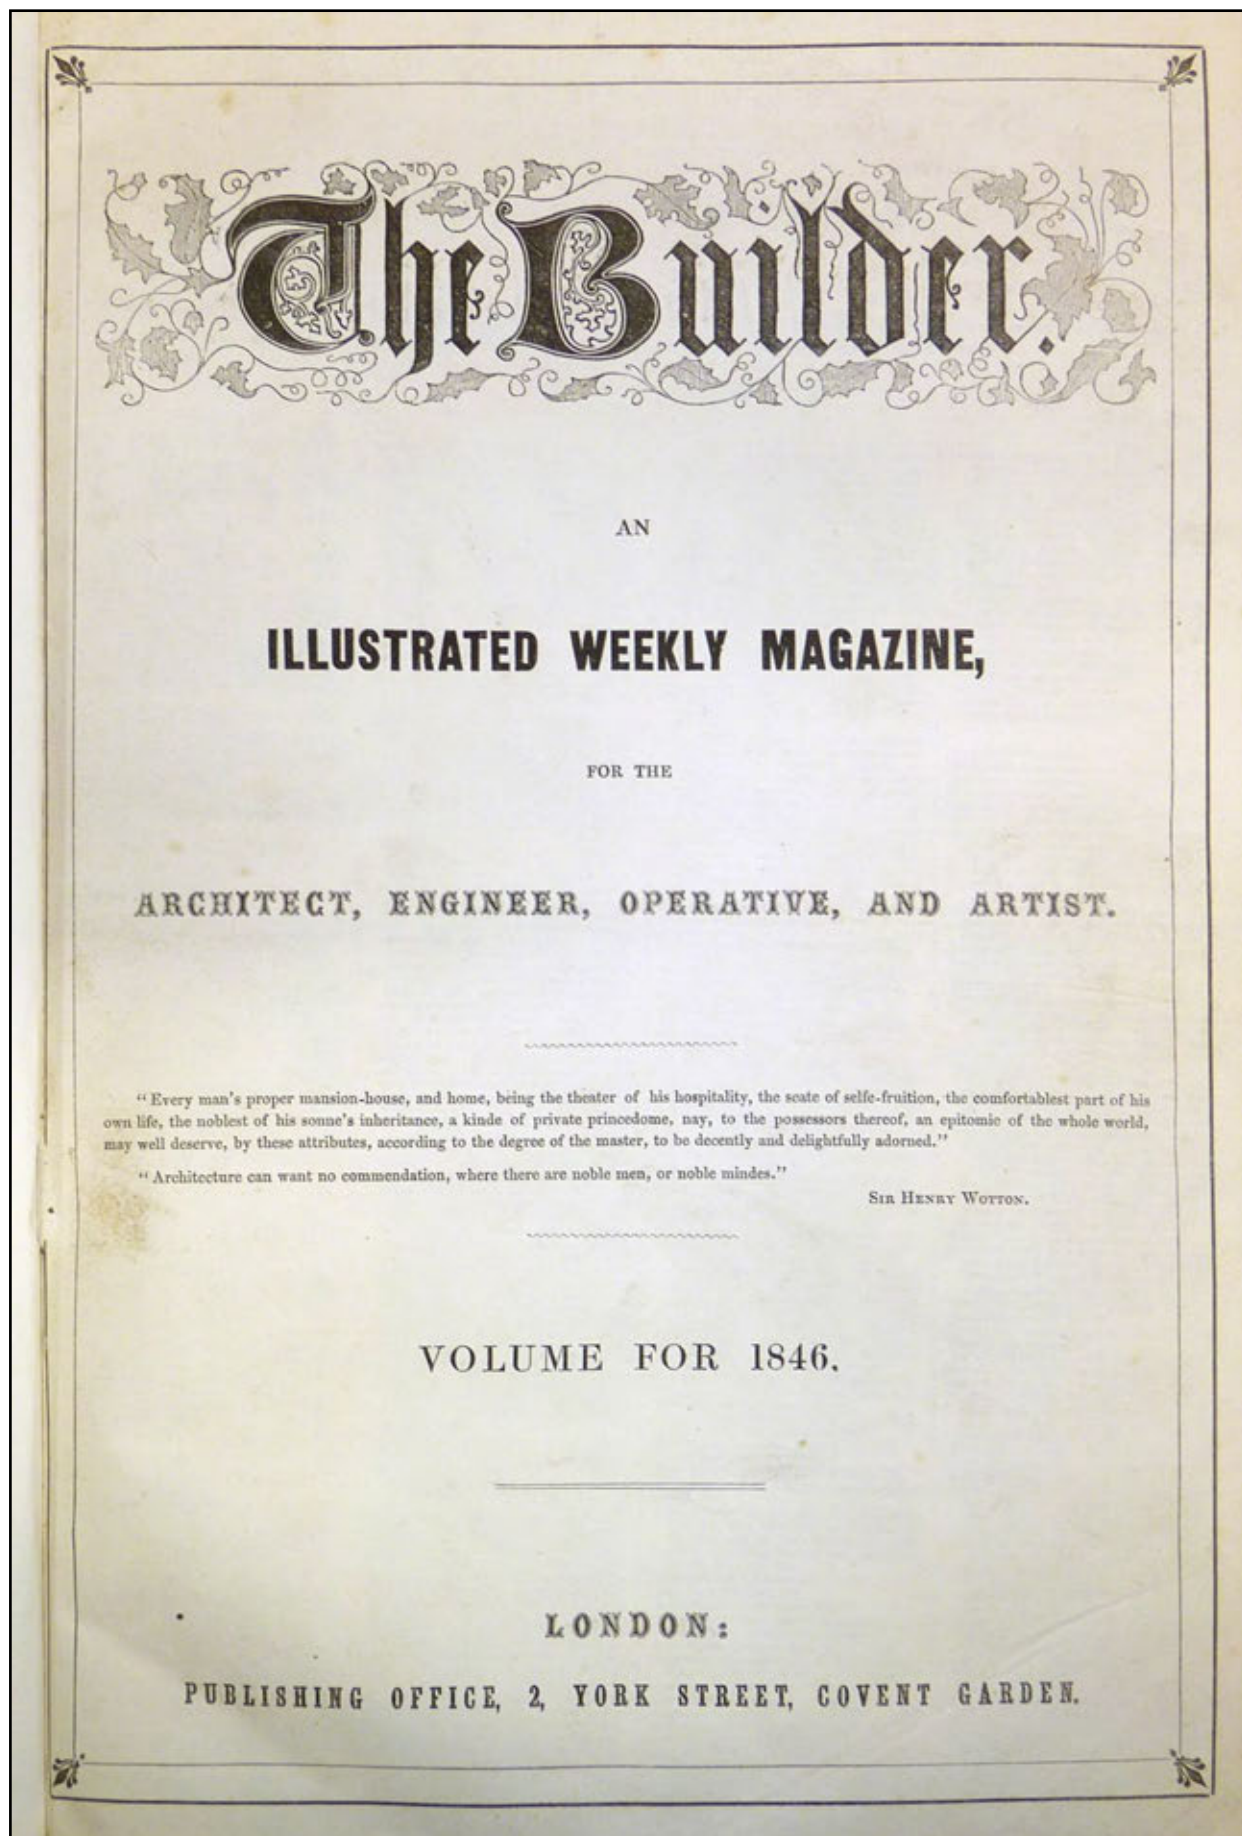 The Builder.
AN
ILLUSTRATED WEEKLY MAGAZINE,
FOR THE
ARCHITECT, ENGINEER, OPERATIVE, AND ARTIST.
"Every man's proper mansion-house, and home, being the theater of his hospitality, the seate of selfe-fruition, the comfortablest part of his
own life, the noblest of his sonne's inheritance, a kinde of private princedome, nay, to the possessors thereof, an epitomie of the whole world,
may well deserve, by these attributes, according to the degree of the master, to be decently and delightfully adorned."
"Architecture can want no commendation, where there are noble men, or noble mindes."
SIR HENRY WOTTON.
VOLUME FOR 1846.
LONDON:
PUBLISHING OFFICE, 2, YORK STREET, COVENT GARDEN.